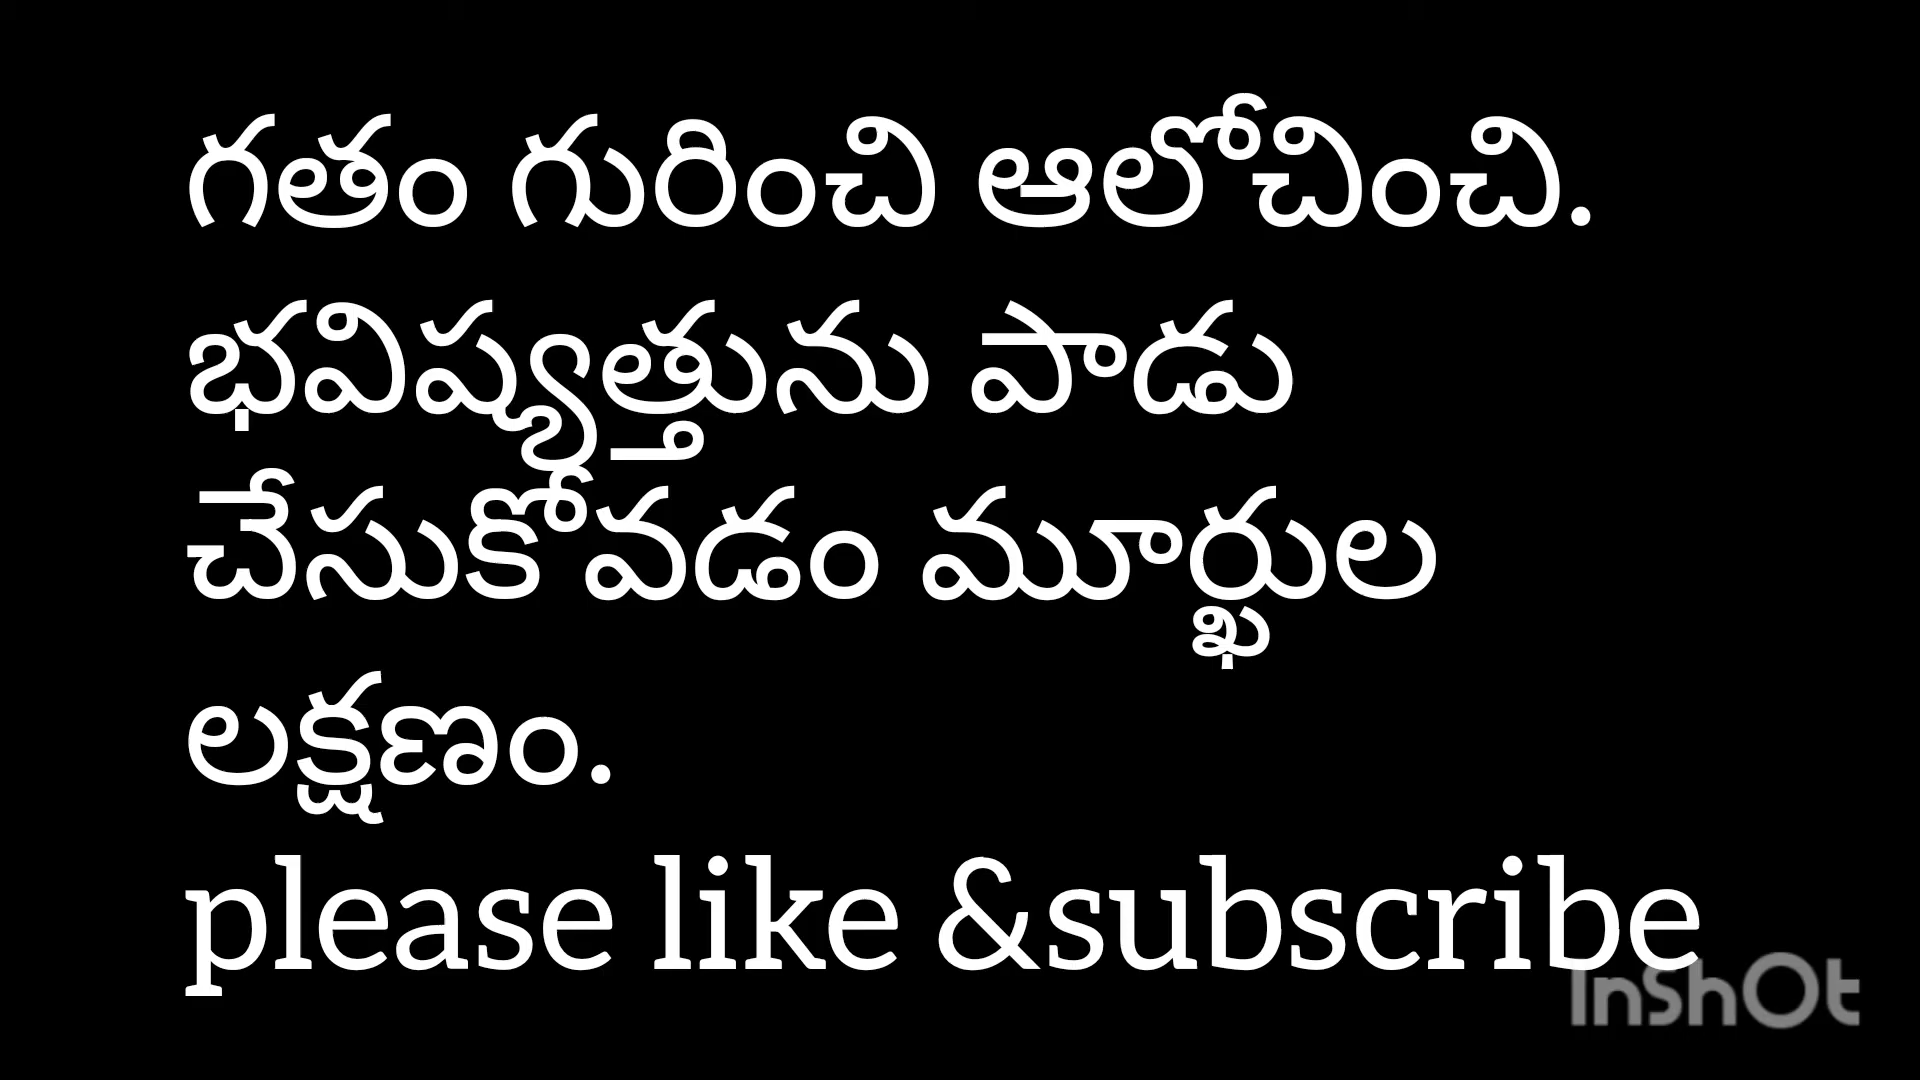 గతం గురించి ఆలోచించి.
భవిష్యత్తును పాడు
చేసుకోవడం మూర్ఖుల
లక్షణం.
please like &subscribe
InShOt